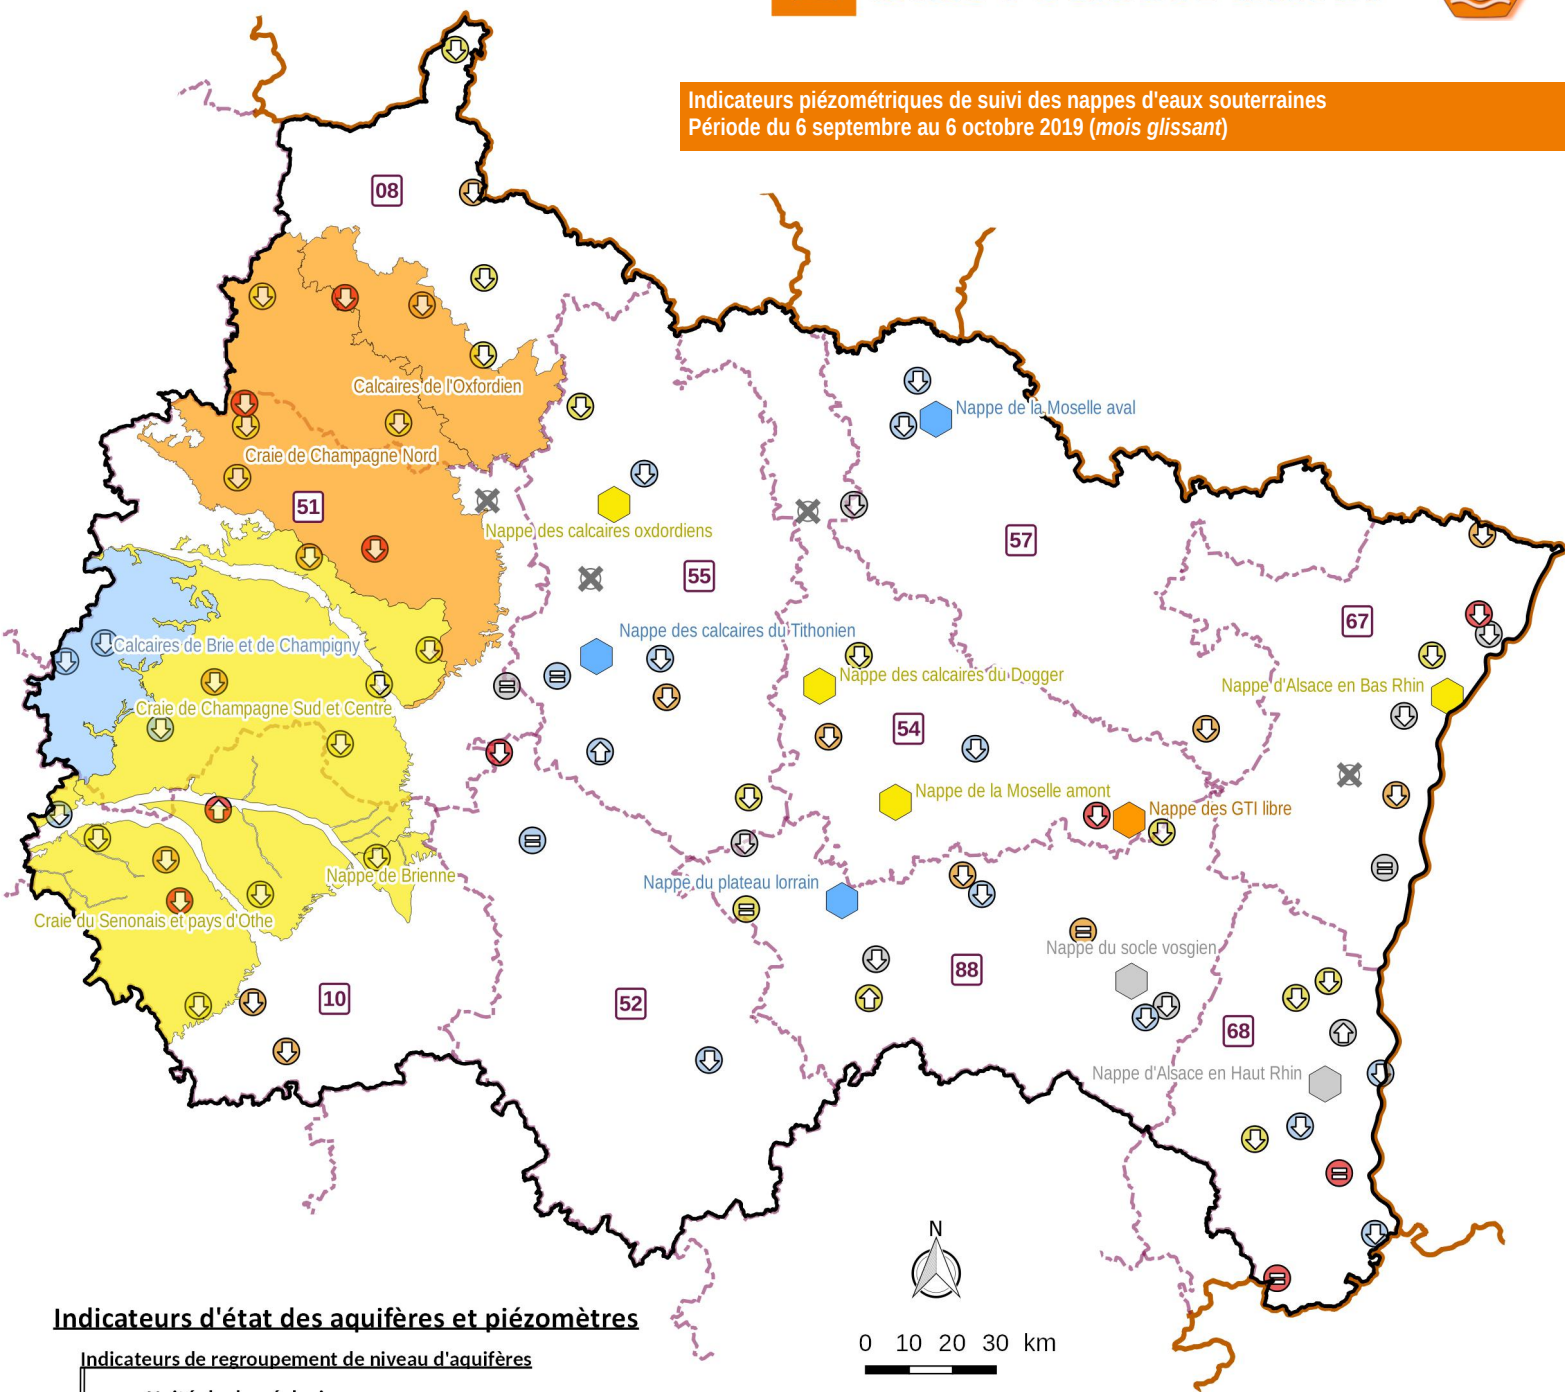 Indicateurs piézométriques de suivi des nappes d'eaux souterraines
Période du 6 septembre au 6 octobre 2019 (mois glissant)
08
Calcaires de l'Oxfordien
Nappe de la Moselle aval
Craie de Champagne Nord
51
Nappe des calcaires oxdordiens
57
55
67
Nappe des calcaires du Tithonien
Calcaires de Brie et de Champigny
Nappe des calcaires du Dogger
Nappe d'Alsace en Bas Rhin
Craie de Champagne Sud et Centre
54
Nappe de la Moselle amont
Nappe des GTI libre
Nappe de Brienne
Nappe du plateau lorrain
Craie du Senonais et pays d'Othe
Nappe du socle vosgien
88
10
52
68
Nappe d'Alsace en Haut Rhin
N
0 10 20 30 km
Indicateurs d'état des aquifères et piézomètres
Indicateurs de regroupement de niveau d'aquifères